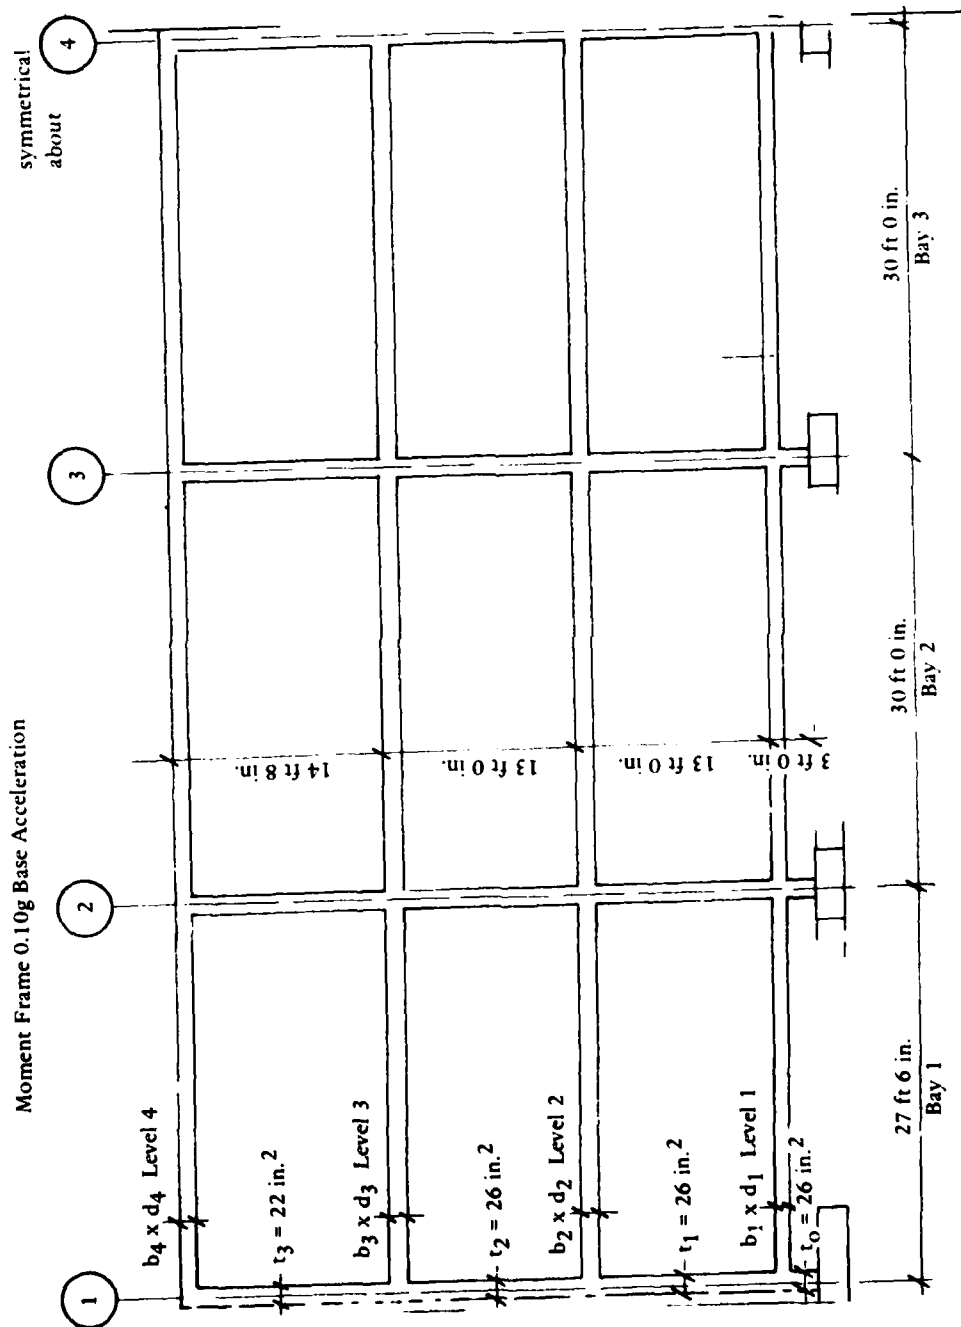 Moment Frame 0.10g Base Acceleration
symmetrical
about
1
2
3
4
b4 x d4 Level 4
t3 = 22 in.2
b3 x d3 Level 3
t2 = 26 in.2
b2 x d2 Level 2
t1 = 26 in.2
b1 x d1 Level 1
to = 26 in.2
14 ft 8 in.
13 ft 0 in.
13 ft 0 in.
3 ft 0 in.
27 ft 6 in.
Bay 1
30 ft 0 in.
Bay 2
30 ft 0 in.
Bay 3